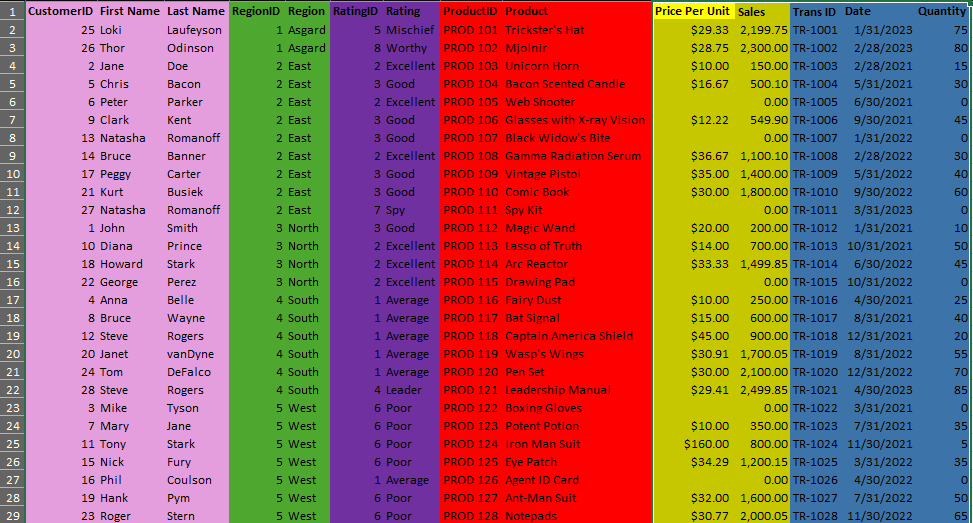 1 CustomerID First Name Last Name RegionID Region RatingID Rating ProductID Product Price Per Unit Sales Trans ID Date Quantity
2 25 Loki Laufeyson 1 Asgard 5 Mischief PROD 101 Trickster's Hat $29.33 2,199.75 TR-1001 1/31/2023 75
3 26 Thor Odinson 1 Asgard 8 Worthy PROD 102 Mjolnir $28.75 2,300.00 TR-1002 2/28/2023 80
4 2 Jane Doe 2 East 2 Excellent PROD 103 Unicorn Horn $10.00 150.00 TR-1003 2/28/2021 15
5 5 Chris Bacon 2 East 3 Good PROD 104 Bacon Scented Candle $16.67 500.10 TR-1004 5/31/2021 30
6 6 Peter Parker 2 East 2 Excellent PROD 105 Web Shooter 0.00 TR-1005 6/30/2021 0
7 9 Clark Kent 2 East 3 Good PROD 106 Glasses with X-ray Vision $12.22 549.90 TR-1006 9/30/2021 45
8 13 Natasha Romanoff 2 East 3 Good PROD 107 Black Widow's Bite 0.00 TR-1007 1/31/2022 0
9 14 Bruce Banner 2 East 2 Excellent PROD 108 Gamma Radiation Serum $36.67 1,100.10 TR-1008 2/28/2022 30
10 17 Peggy Carter 2 East 3 Good PROD 109 Vintage Pistol $35.00 1,400.00 TR-1009 5/31/2022 40
11 21 Kurt Busiek 2 East 3 Good PROD 110 Comic Book $30.00 1,800.00 TR-1010 9/30/2022 60
12 27 Natasha Romanoff 2 East 7 Spy PROD 111 Spy Kit 0.00 TR-1011 3/31/2023 0
13 1 John Smith 3 North 3 Good PROD 112 Magic Wand $20.00 200.00 TR-1012 1/31/2021 10
14 10 Diana Prince 3 North 2 Excellent PROD 113 Lasso of Truth $14.00 700.00 TR-1013 10/31/2021 50
15 18 Howard Stark 3 North 2 Excellent PROD 114 Arc Reactor $33.33 1,499.85 TR-1014 6/30/2022 45
16 22 George Perez 3 North 2 Excellent PROD 115 Drawing Pad 0.00 TR-1015 10/31/2022 0
17 4 Anna Belle 4 South 1 Average PROD 116 Fairy Dust $10.00 250.00 TR-1016 4/30/2021 25
18 8 Bruce Wayne 4 South 1 Average PROD 117 Bat Signal $15.00 600.00 TR-1017 8/31/2021 40
19 12 Steve Rogers 4 South 1 Average PROD 118 Captain America Shield $45.00 900.00 TR-1018 12/31/2021 20
20 20 Janet vanDyne 4 South 1 Average PROD 119 Wasp's Wings $30.91 1,700.05 TR-1019 8/31/2022 55
21 24 Tom DeFalco 4 South 1 Average PROD 120 Pen Set $30.00 2,100.00 TR-1020 12/31/2022 70
22 28 Steve Rogers 4 South 4 Leader PROD 121 Leadership Manual $29.41 2,499.85 TR-1021 4/30/2023 85
23 3 Mike Tyson 5 West 6 Poor PROD 122 Boxing Gloves 0.00 TR-1022 3/31/2021 0
24 7 Mary Jane 5 West 6 Poor PROD 123 Potent Potion $10.00 350.00 TR-1023 7/31/2021 35
25 11 Tony Stark 5 West 6 Poor PROD 124 Iron Man Suit $160.00 800.00 TR-1024 11/30/2021 5
26 15 Nick Fury 5 West 6 Poor PROD 125 Eye Patch $34.29 1,200.15 TR-1025 3/31/2022 35
27 16 Phil Coulson 5 West 1 Average PROD 126 Agent ID Card 0.00 TR-1026 4/30/2022 0
28 19 Hank Pym 5 West 6 Poor PROD 127 Ant-Man Suit $32.00 1,600.00 TR-1027 7/31/2022 50
29 23 Roger Stern 5 West 6 Poor PROD 128 Notepads $30.77 2,000.05 TR-1028 11/30/2022 65